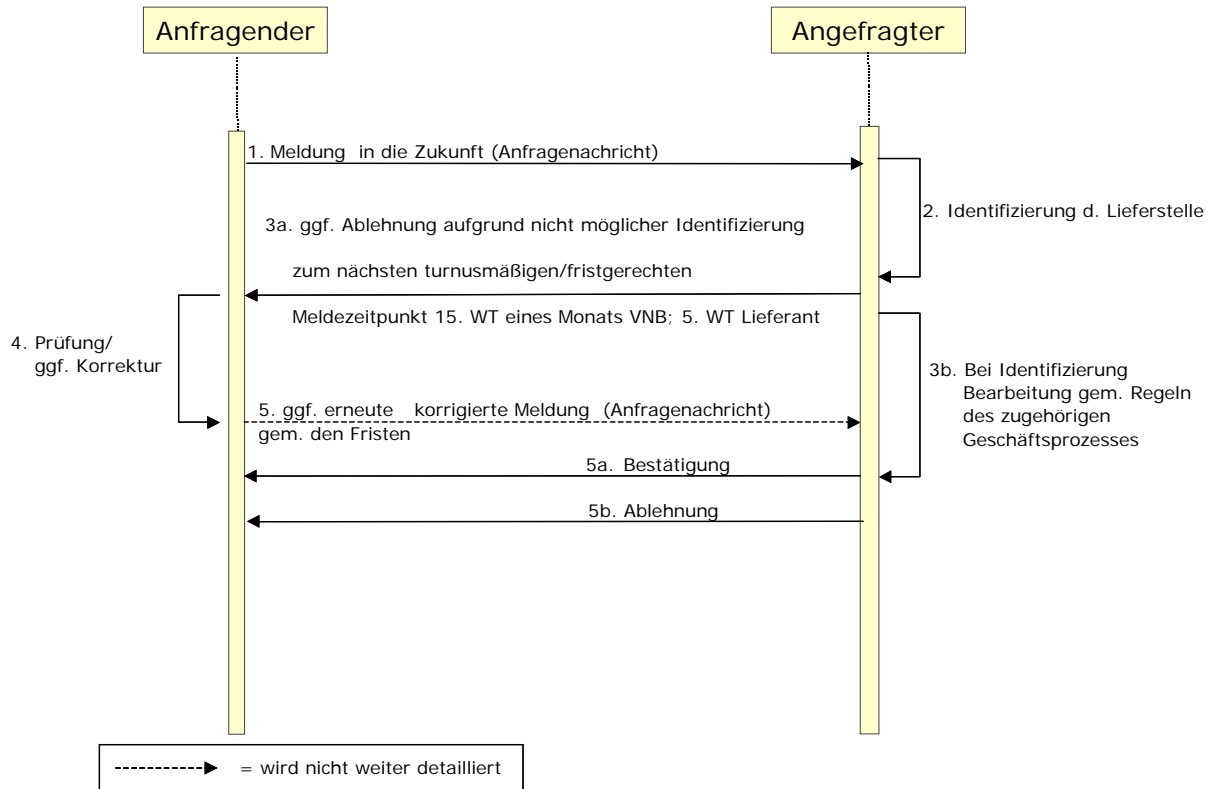 Anfragender
Angefragter
1. Meldung in die Zukunft (Anfragenachricht)
2. Identifizierung d. Lieferstelle
3a. ggf. Ablehnung aufgrund nicht möglicher Identifizierung
zum nächsten turnusmäßigen/fristgerechten
Meldezeitpunkt 15. WT eines Monats VNB; 5. WT Lieferant
4. Prüfung/
ggf. Korrektur
3b. Bei Identifizierung
Bearbeitung gem. Regeln
des zugehörigen
Geschäftsprozesses
5. ggf. erneute korrigierte Meldung (Anfragenachricht)
gem. den Fristen
5a. Bestätigung
5b. Ablehnung
= wird nicht weiter detailliert